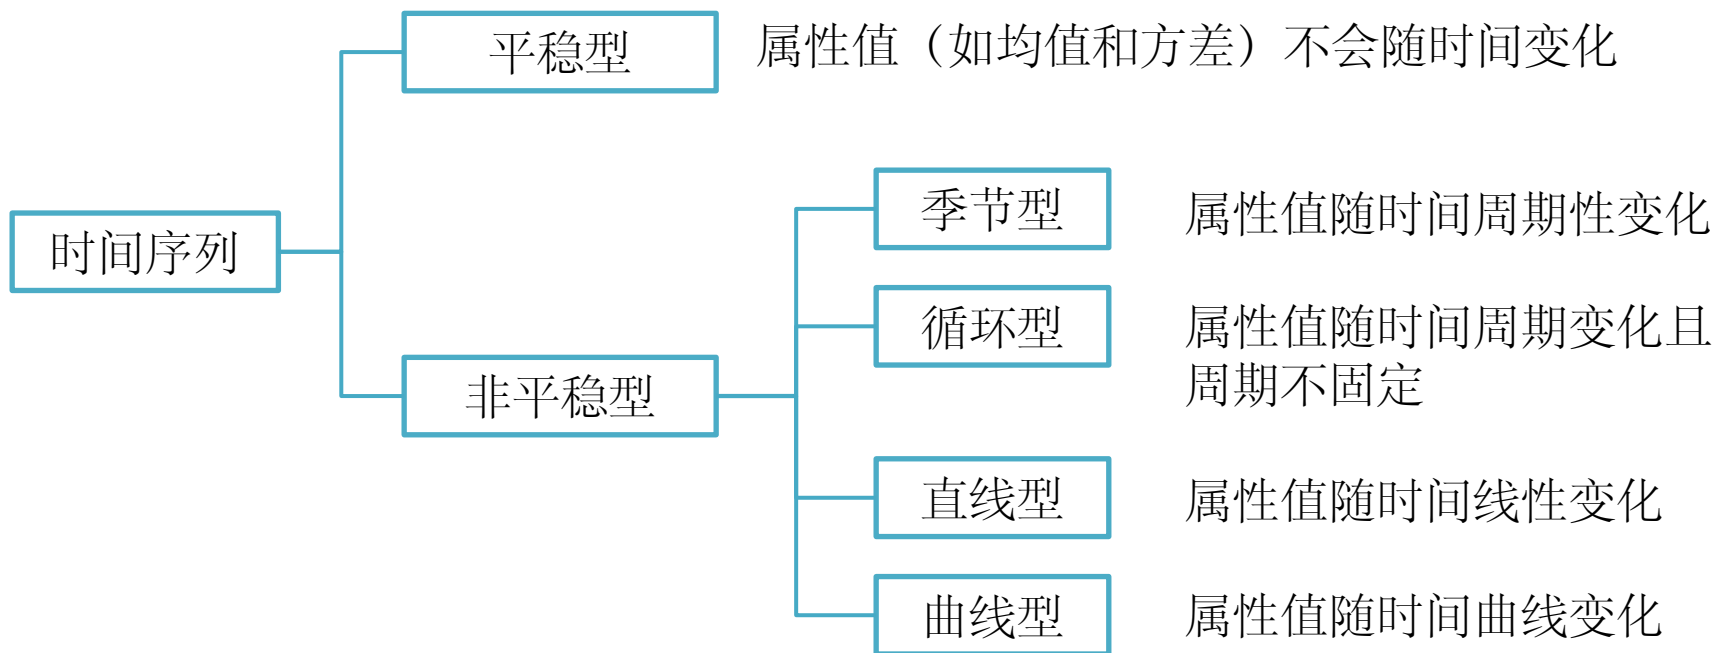 平稳型
属性值（如均值和方差）不会随时间变化
季节型
属性值随时间周期性变化
时间序列
循环型
属性值随时间周期变化且
周期不固定
非平稳型
直线型
属性值随时间线性变化
曲线型
属性值随时间曲线变化